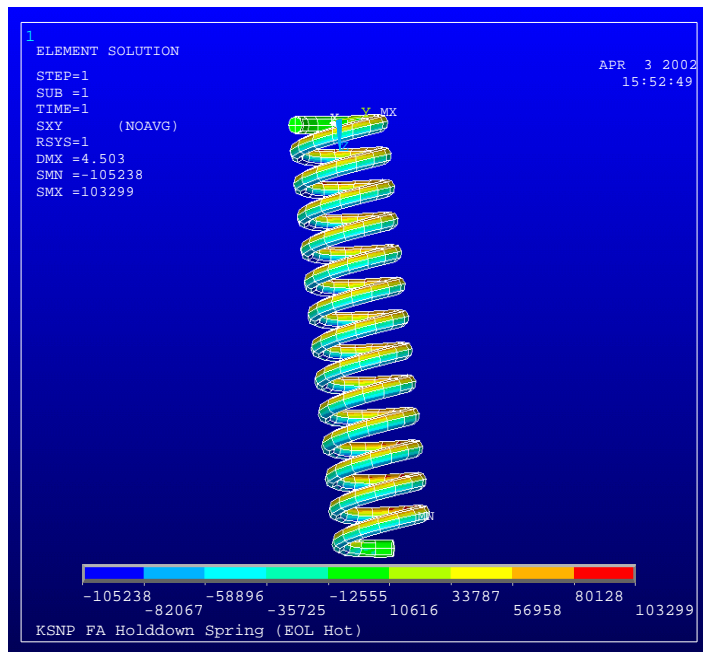 1
ELEMENT SOLUTION
APR 3 2002
15:52:49
STEP=1
SUB =1
TIME=1
SXY (NOAVG)
RSYS=1
DMX =4.503
SMN =-105238
SMX =103299
Y MX
-105238 -58896 -12555 33787 80128
-82067 -35725 10616 56958 103299
KSNP FA Holddown Spring (EOL Hot)